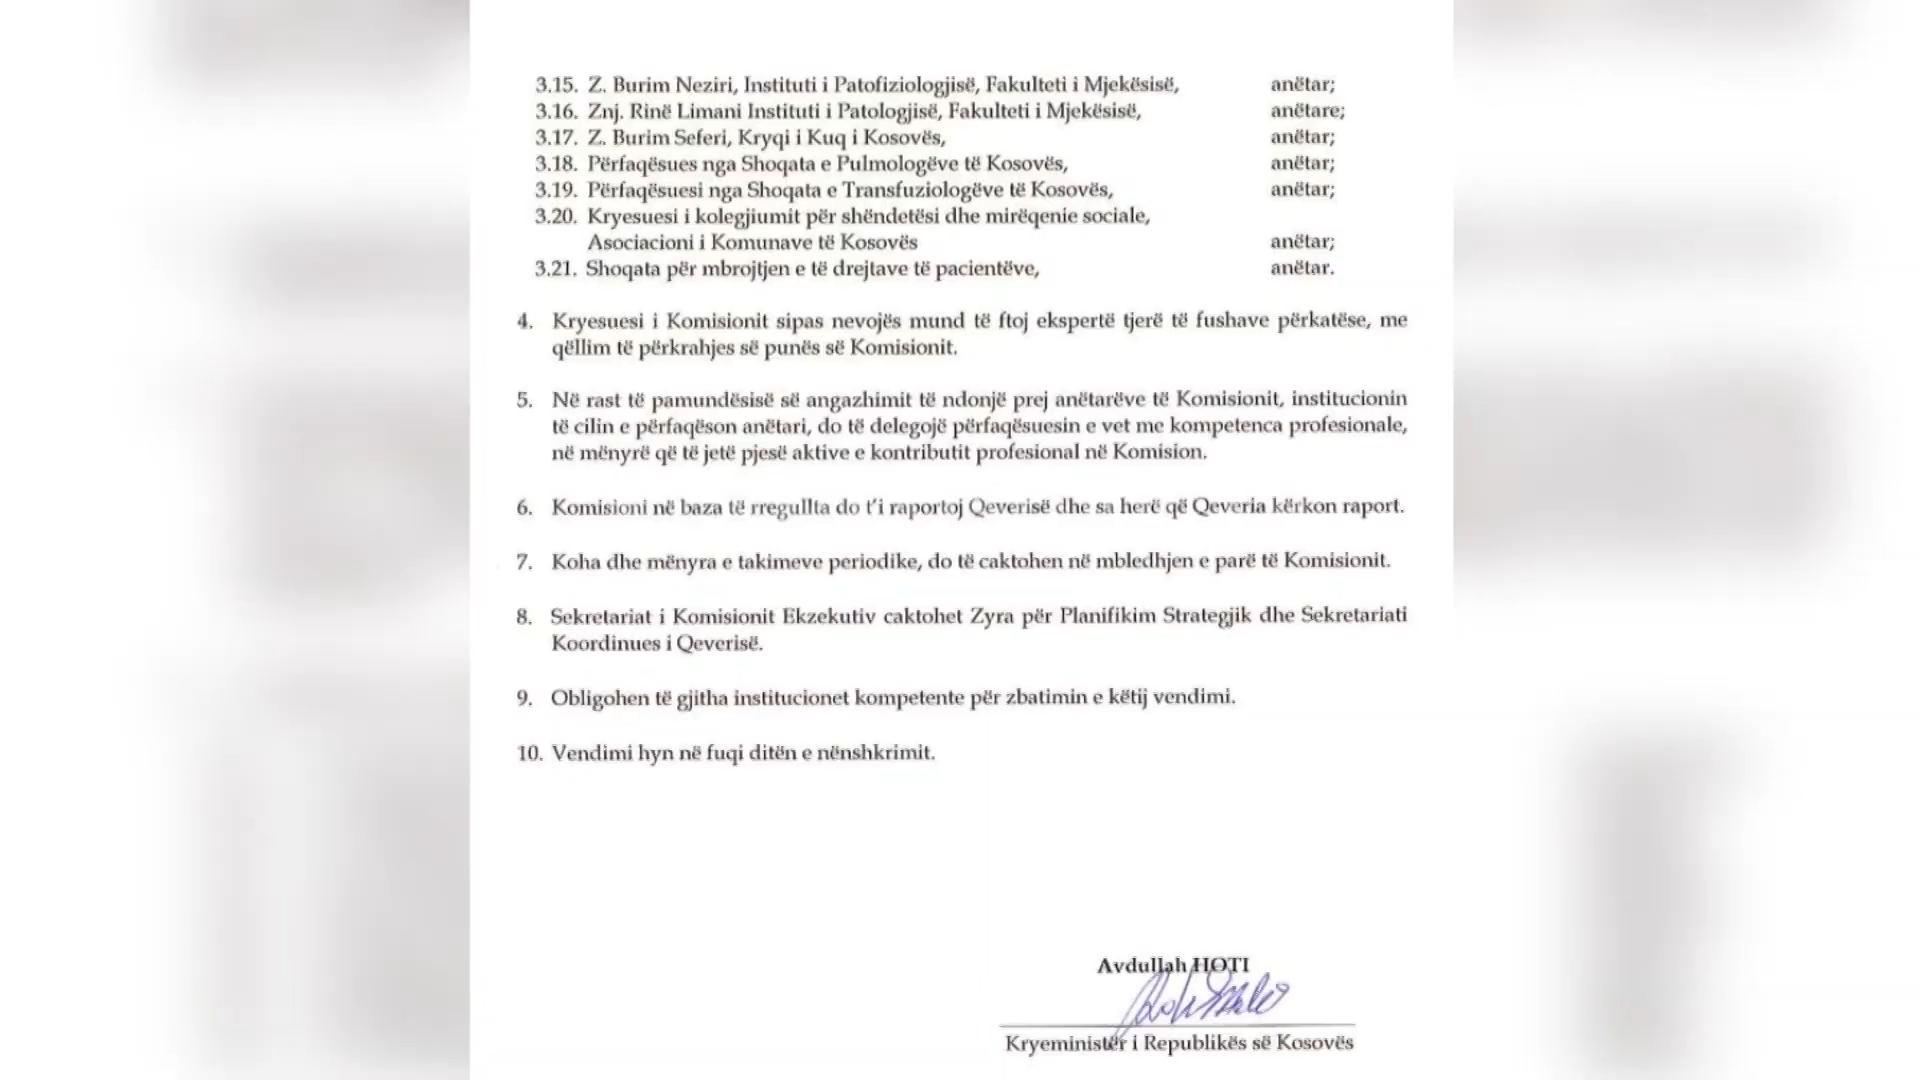 3.15. Z. Burim Neziri, Instituti i Patofiziologjisë, Fakulteti i Mjekësisë, anëtar;
3.16. Znj. Rinë Limani Instituti i Patologjisë, Fakulteti i Mjekësisë, anëtare;
3.17. Z. Burim Seferi, Kryqi i Kuq i Kosovës, anëtar;
3.18. Përfaqësues nga Shoqata e Pulmologëve të Kosovës, anëtar;
3.19. Përfaqësuesi nga Shoqata e Transfuziologëve të Kosovës, anëtar;
3.20. Kryesuesi i kolegjiumit për shëndetësi dhe mirëqenie sociale,
Asociacioni i Komunave të Kosovës anëtar;
3.21. Shoqata për mbrojtjen e të drejtave të pacientëve, anëtar.
4. Kryesuesi i Komisionit sipas nevojës mund të ftoj ekspertë tjerë të fushave përkatëse, me
qëllim të përkrahjes së punës së Komisionit.
5. Në rast të pamundësisë së angazhimit të ndonjë prej anëtarëve të Komisionit, institucionin
të cilin e përfaqëson anëtari, do të delegojë përfaqësuesin e vet me kompetenca profesionale,
në mënyrë që të jetë pjesë aktive e kontributit profesional në Komision.
6. Komisioni në baza të rregullta do t'i raportoj Qeverisë dhe sa herë që Qeveria kërkon raport.
7. Koha dhe mënyra e takimeve periodike, do të caktohen në mbledhjen e parë të Komisionit.
8. Sekretariat i Komisionit Ekzekutiv caktohet Zyra për Planifikim Strategjik dhe Sekretariati
Koordinues i Qeverisë.
9. Obligohen të gjitha institucionet kompetente për zbatimin e këtij vendimi.
10. Vendimi hyn në fuqi ditën e nënshkrimit.
Avdullah HOTI
Kryeministër i Republikës së Kosovës